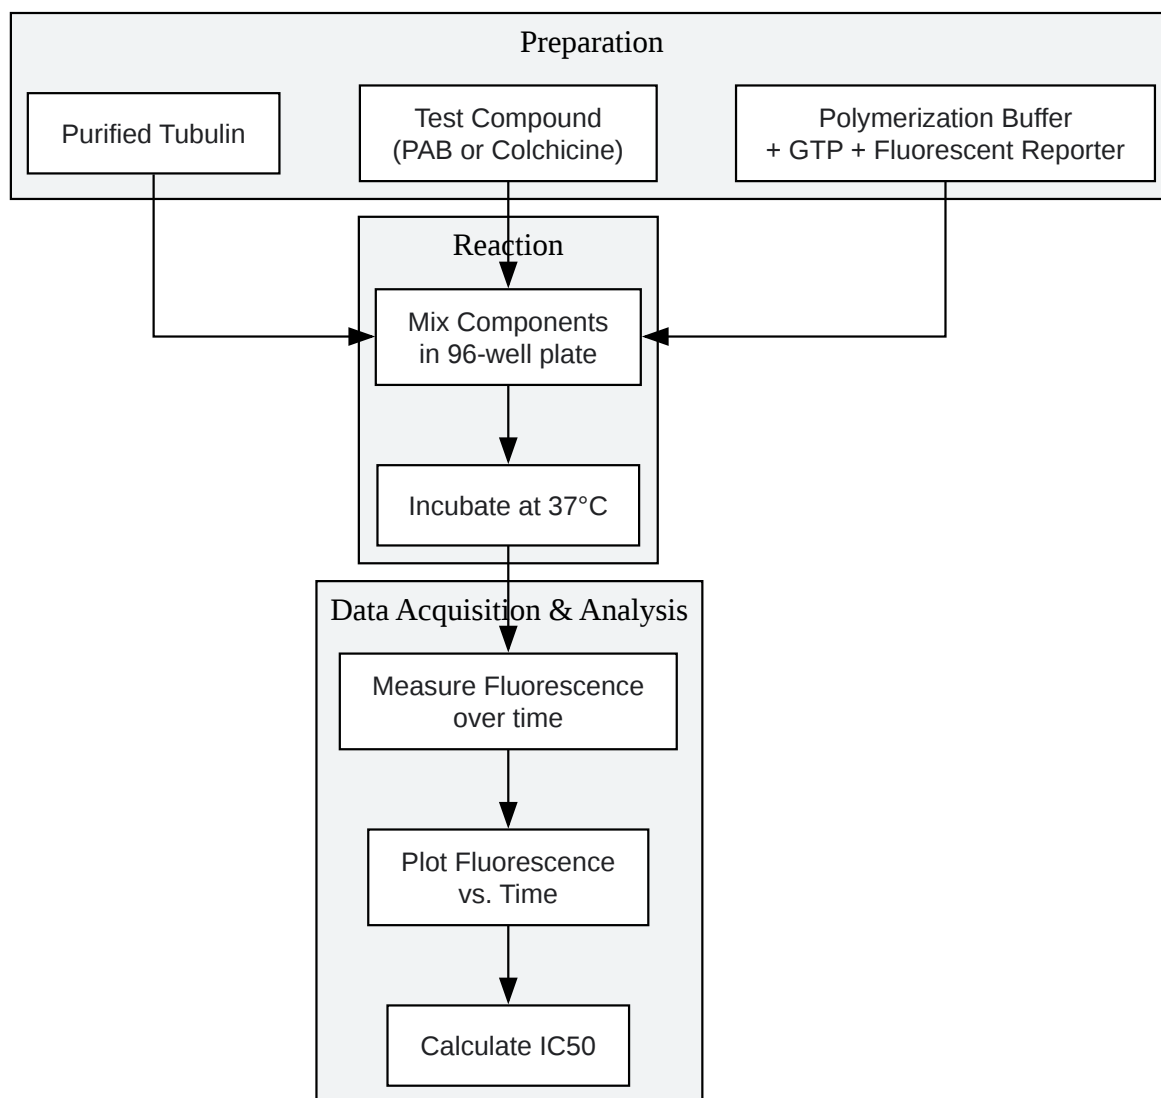 Preparation
Purified Tubulin
Test Compound
(PAB or Colchicine)
Polymerization Buffer
+ GTP + Fluorescent Reporter
Reaction
Mix Components
in 96-well plate
Incubate at 37°C
Data Acquisition & Analysis
Measure Fluorescence
over time
Plot Fluorescence
vs. Time
Calculate IC50